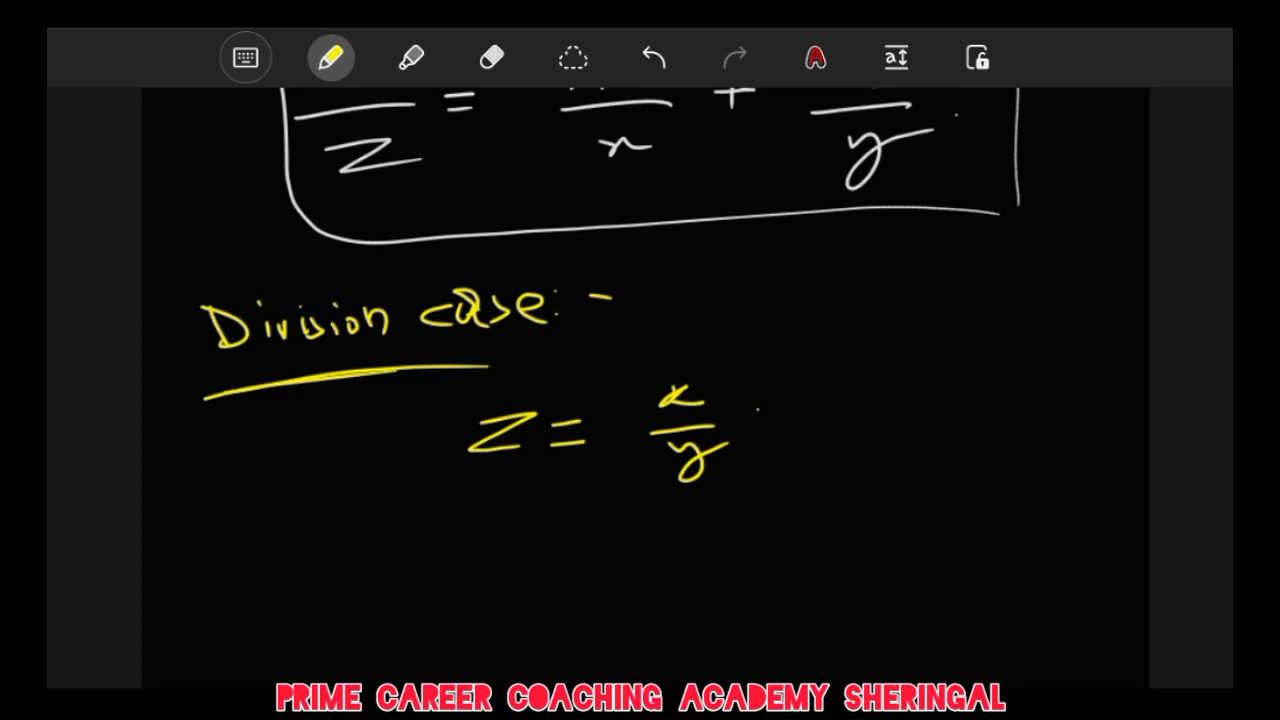 Z = x + y
Division case: -
Z = x
y
PRIME CAREER COACHING ACADEMY SHERINGAL